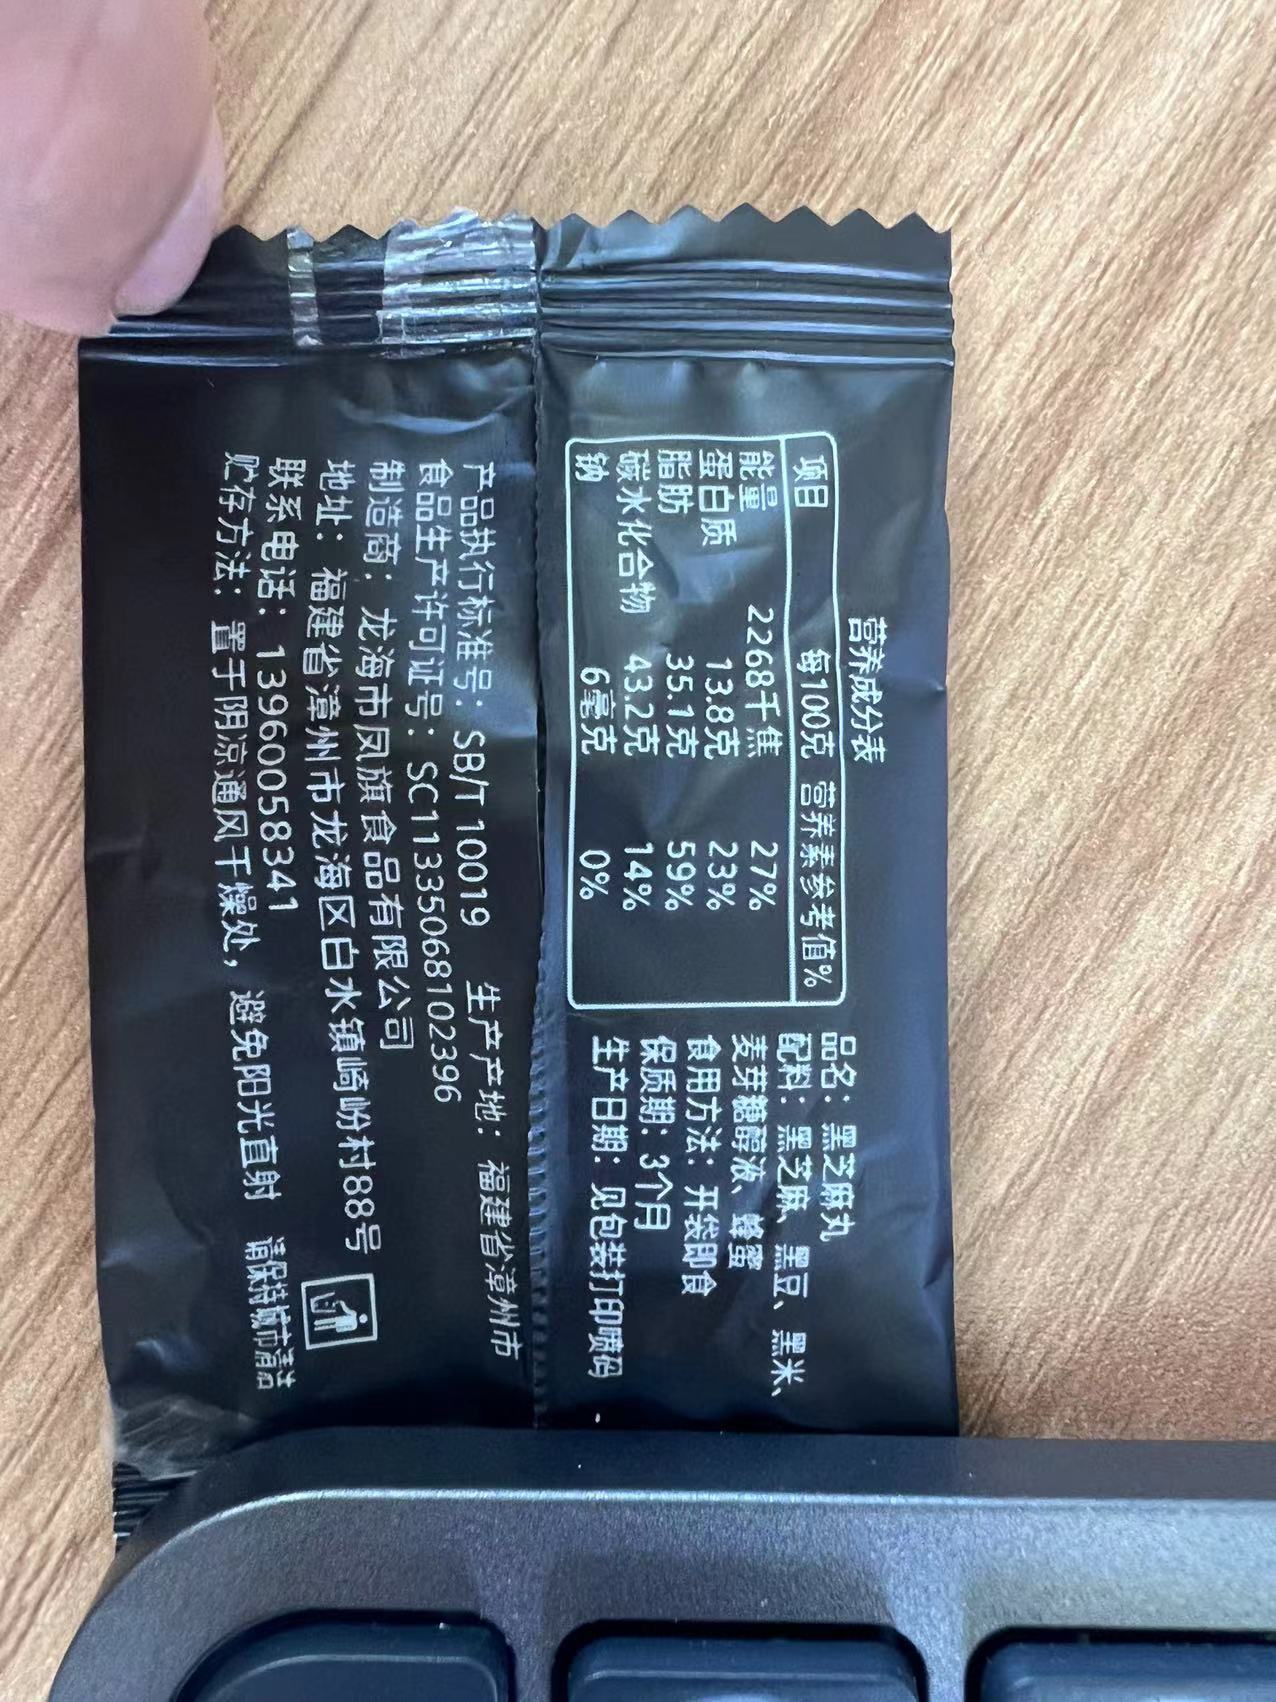 营养成分表
项目 每100克 营养素参考值%
能量 2268千焦 27%
蛋白质 13.8克 23%
脂肪 35.1克 59%
碳水化合物 43.2克 14%
钠 6毫克 0%
品名：黑芝麻丸
配料：黑芝麻、黑豆、黑米、
麦芽糖醇液、蜂蜜
食用方法：开袋即食
保质期：3个月
生产日期：见包装打印喷码
产品执行标准号：SB/T 10019 生产产地：福建省漳州市
食品生产许可证号：SC11335068102396
制造商：龙海市凤旗食品有限公司
地址：福建省漳州市龙海区白水镇崎岎村88号
联系电话：13960058341
贮存方法：置于阴凉通风干燥处，避免阳光直射
请保持城市清洁